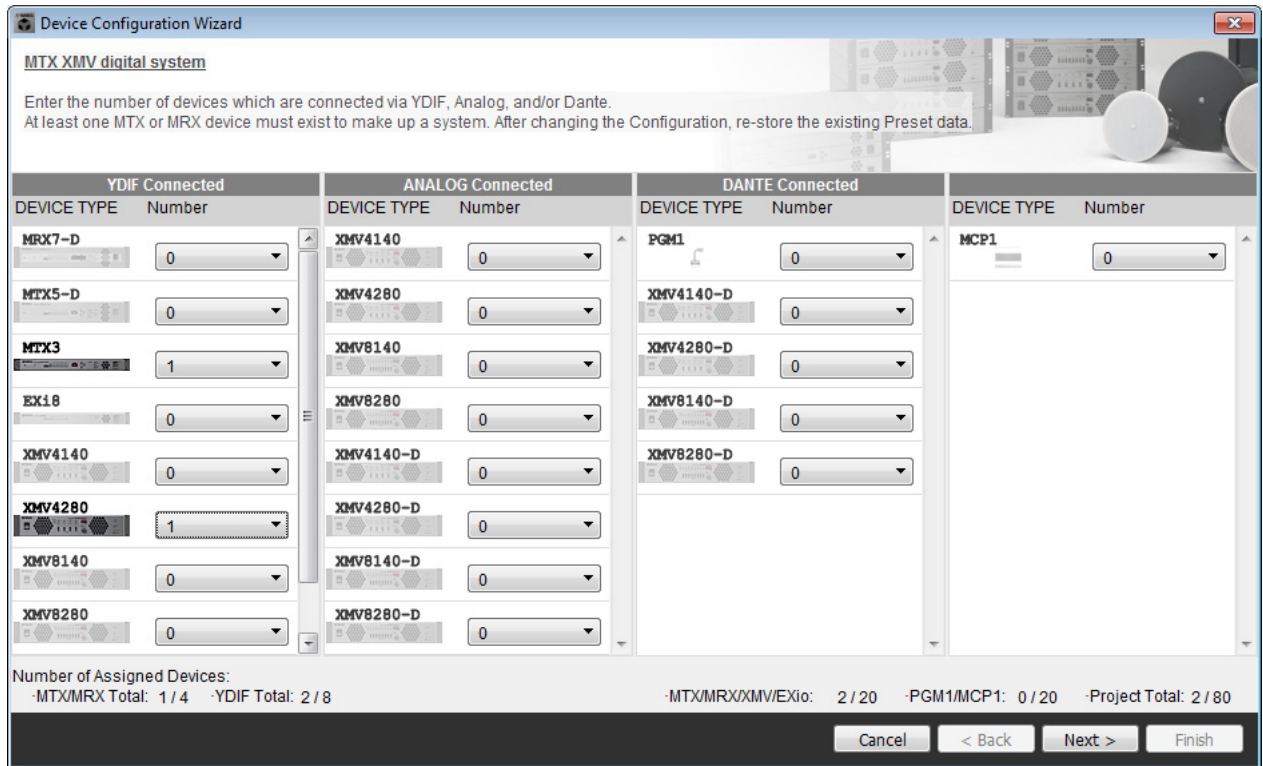 Device Configuration Wizard
MTX XMV digital system
Enter the number of devices which are connected via YDIF, Analog, and/or Dante.
At least one MTX or MRX device must exist to make up a system. After changing the Configuration, re-store the existing Preset data.
YDIF Connected ANALOG Connected DANTE Connected
DEVICE TYPE Number DEVICE TYPE Number DEVICE TYPE Number DEVICE TYPE Number
MRX7-D 0 XMV4140 0 PGM1 0 MCP1 0
MTX5-D 0 XMV4280 0 XMV4140-D 0
MTX3 1 XMV8140 0 XMV4280-D 0
EXi8 0 XMV8280 0 XMV8140-D 0
XMV4140 0 XMV4140-D 0 XMV8280-D 0
XMV4280 1 XMV4280-D 0
XMV8140 0 XMV8140-D 0
XMV8280 0 XMV8280-D 0
Number of Assigned Devices:
·MTX/MRX Total: 1 / 4 ·YDIF Total: 2 / 8 ·MTX/MRX/XMV/EXio: 2 / 20 ·PGM1/MCP1: 0 / 20 ·Project Total: 2 / 80
Cancel < Back Next > Finish